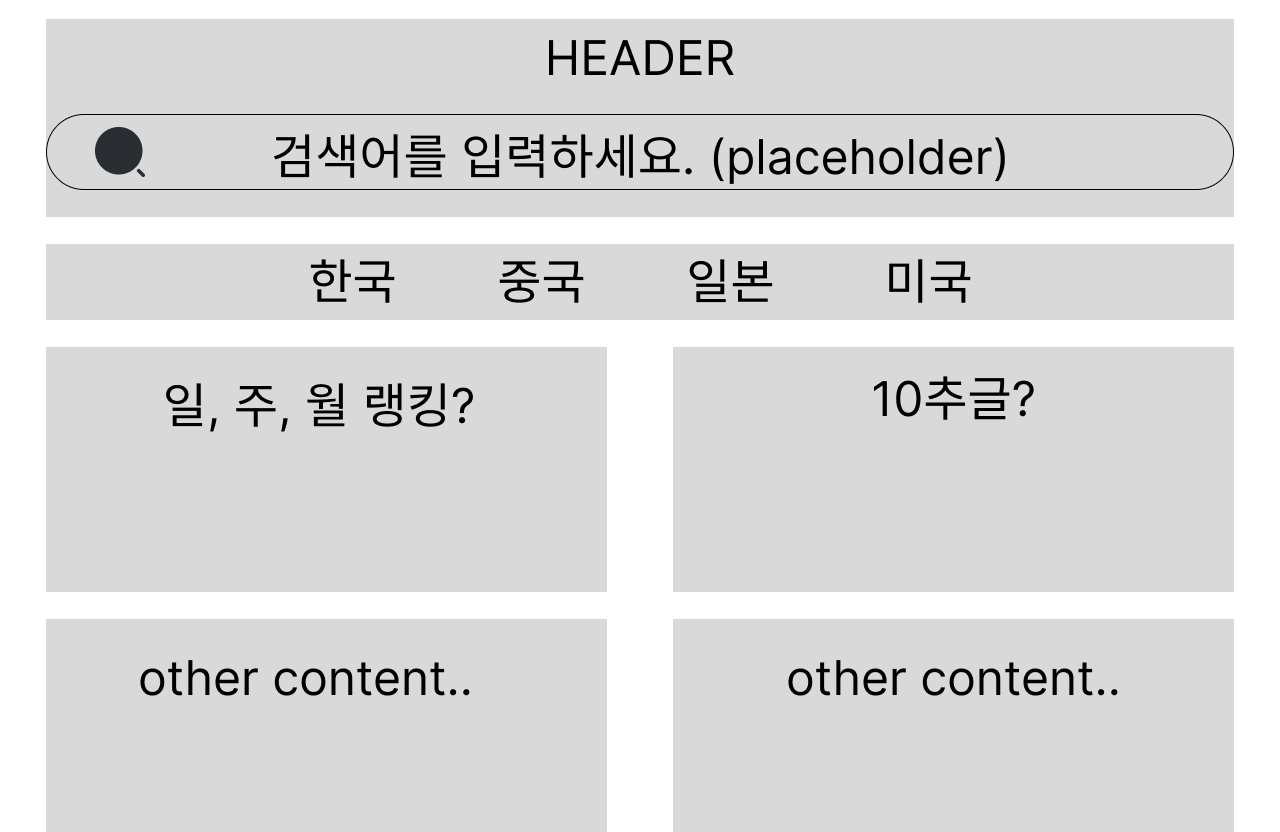 HEADER
검색어를 입력하세요. (placeholder)
한국 중국 일본 미국
일, 주, 월 랭킹?
10추글?
other content..
other content..